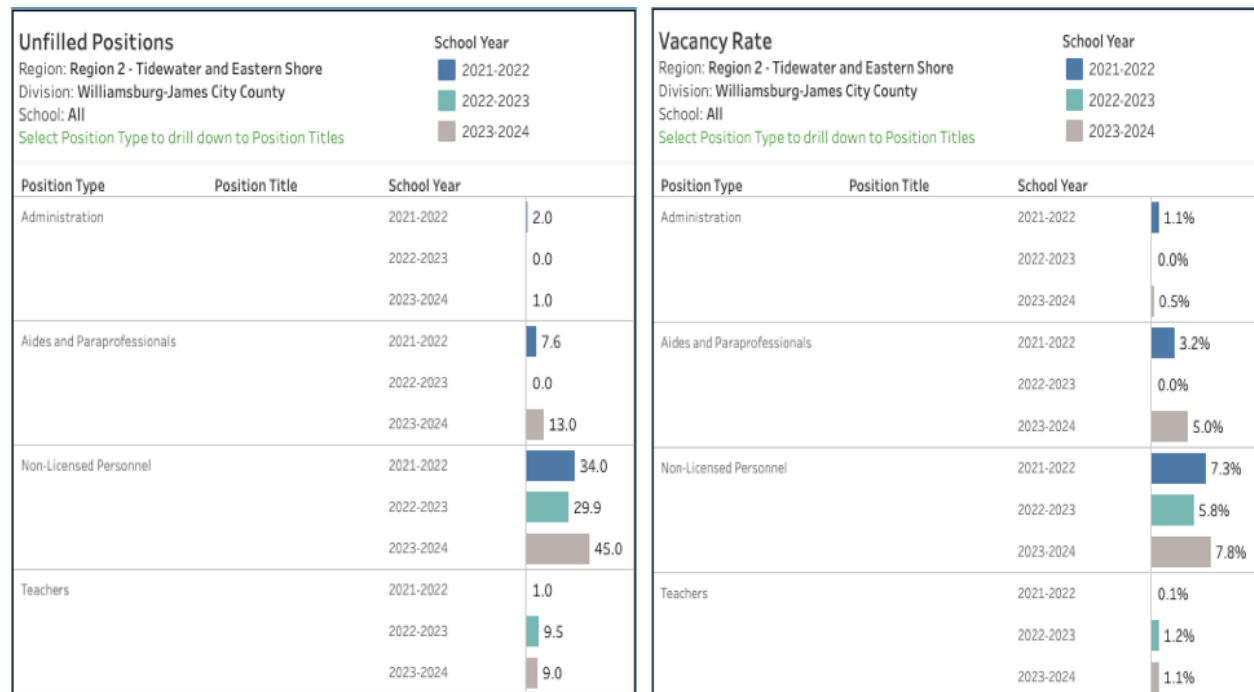 Unfilled Positions
Region: Region 2 - Tidewater and Eastern Shore
Division: Williamsburg-James City County
School: All
Select Position Type to drill down to Position Titles
School Year
2021-2022
2022-2023
2023-2024
Position Type Position Title School Year
Administration 2021-2022 2.0
2022-2023 0.0
2023-2024 1.0
Aides and Paraprofessionals 2021-2022 7.6
2022-2023 0.0
2023-2024 13.0
Non-Licensed Personnel 2021-2022 34.0
2022-2023 29.9
2023-2024 45.0
Teachers 2021-2022 1.0
2022-2023 9.5
2023-2024 9.0
Vacancy Rate
Region: Region 2 - Tidewater and Eastern Shore
Division: Williamsburg-James City County
School: All
Select Position Type to drill down to Position Titles
School Year
2021-2022
2022-2023
2023-2024
Position Type Position Title School Year
Administration 2021-2022 1.1%
2022-2023 0.0%
2023-2024 0.5%
Aides and Paraprofessionals 2021-2022 3.2%
2022-2023 0.0%
2023-2024 5.0%
Non-Licensed Personnel 2021-2022 7.3%
2022-2023 5.8%
2023-2024 7.8%
Teachers 2021-2022 0.1%
2022-2023 1.2%
2023-2024 1.1%